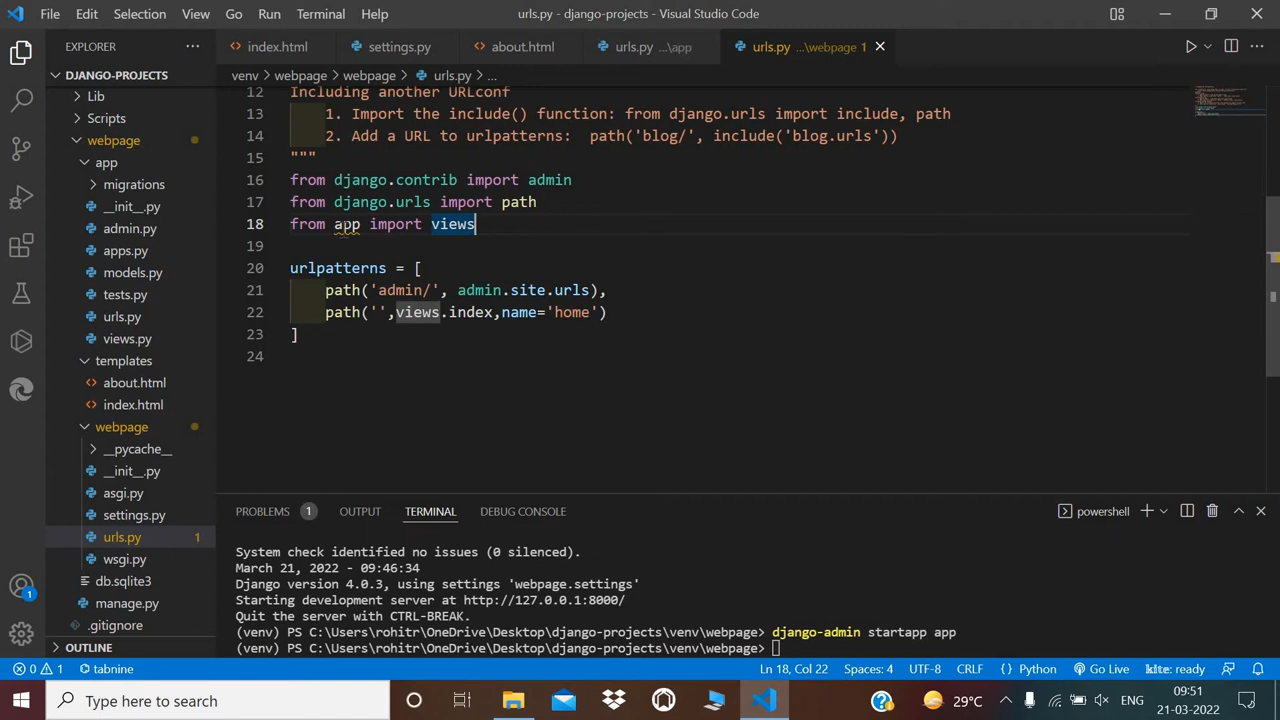 File Edit Selection View Go Run Terminal Help urls.py - django-projects - Visual Studio Code
EXPLORER ... index.html settings.py about.html urls.py ...\app urls.py ...\webpage 1
DJANGO-PROJECTS
Lib
Scripts
webpage
app
migrations
__init__.py
admin.py
apps.py
models.py
tests.py
urls.py
views.py
templates
about.html
index.html
webpage
__pycache__
__init__.py
asgi.py
settings.py
urls.py 1
wsgi.py
db.sqlite3
manage.py
.gitignore
OUTLINE
venv > webpage > webpage > urls.py > ...
12 Including another URLconf
13 1. Import the include() function: from django.urls import include, path
14 2. Add a URL to urlpatterns: path('blog/', include('blog.urls'))
15 """
16 from django.contrib import admin
17 from django.urls import path
18 from app import views
19
20 urlpatterns = [
21 path('admin/', admin.site.urls),
22 path('',views.index,name='home')
23 ]
24
PROBLEMS 1 OUTPUT TERMINAL DEBUG CONSOLE powershell
System check identified no issues (0 silenced).
March 21, 2022 - 09:46:34
Django version 4.0.3, using settings 'webpage.settings'
Starting development server at http://127.0.0.1:8000/
Quit the server with CTRL-BREAK.
(venv) PS C:\Users\rohitr\OneDrive\Desktop\django-projects\venv\webpage> django-admin startapp app
(venv) PS C:\Users\rohitr\OneDrive\Desktop\django-projects\venv\webpage>
1
0 1 tabnine Ln 18, Col 22 Spaces: 4 UTF-8 CRLF Python Go Live kite: ready
Type here to search 29°C ENG 09:51
21-03-2022